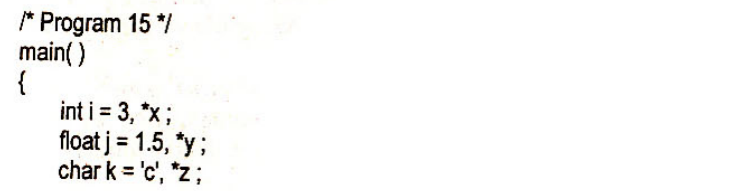 /* Program 15 */
main( )
{
int i = 3, *x ;
float j = 1.5, *y ;
char k = 'c', *z ;